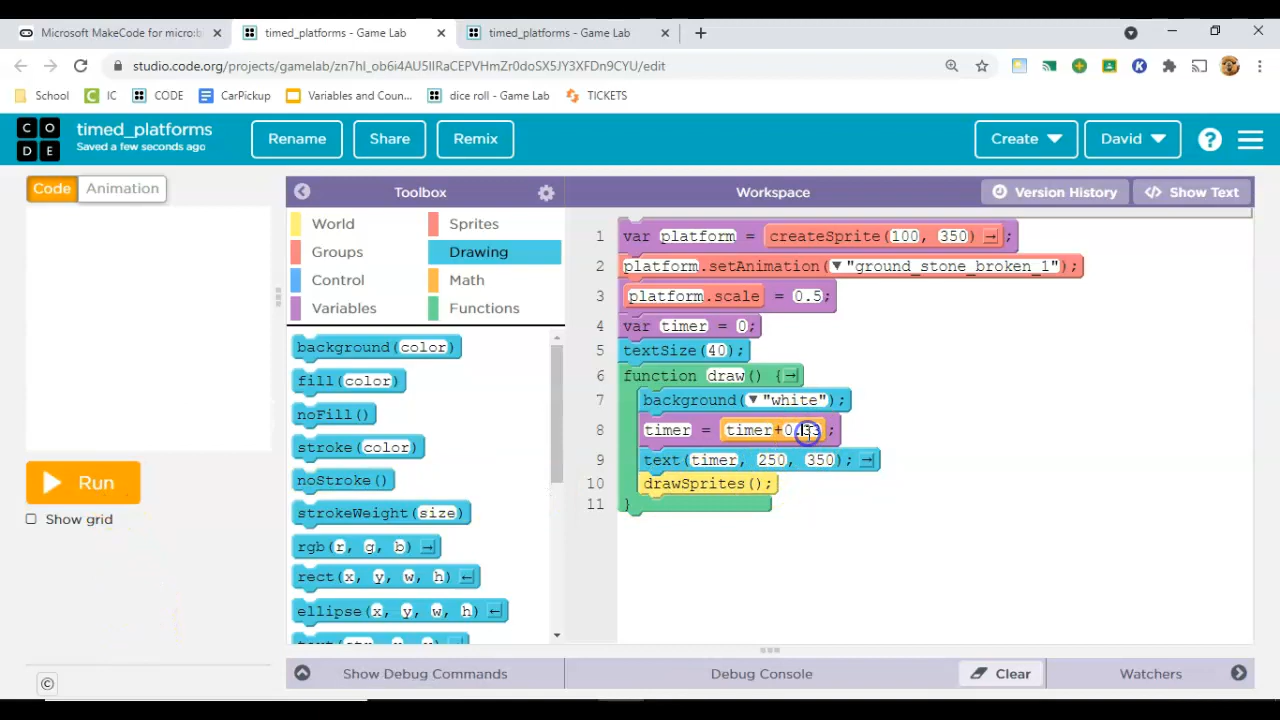 Microsoft MakeCode for micro:b
timed_platforms - Game Lab
timed_platforms - Game Lab
studio.code.org/projects/gamelab/zn7hI_ob6i4AU5IIRaCEPVHmZr0doSX5JY3XFDn9CYU/edit
School
IC
CODE
CarPickup
Variables and Coun...
dice roll - Game Lab
TICKETS
C O D E
timed_platforms
Saved a few seconds ago
Rename
Share
Remix
Create
David
?
Code
Animation
Toolbox
Workspace
Version History
Show Text
World
Sprites
Groups
Drawing
Control
Math
Variables
Functions
background(color)
fill(color)
noFill()
stroke(color)
noStroke()
strokeWeight(size)
rgb(r, g, b)
rect(x, y, w, h)
ellipse(x, y, w, h)
1 var platform = createSprite(100, 350);
2 platform.setAnimation("ground_stone_broken_1");
3 platform.scale = 0.5;
4 var timer = 0;
5 textSize(40);
6 function draw() {
7 background("white");
8 timer = timer+ ;
9 text(timer, 250, 350);
10 drawSprites();
11 }
Run
Show grid
©
Show Debug Commands
Debug Console
Clear
Watchers